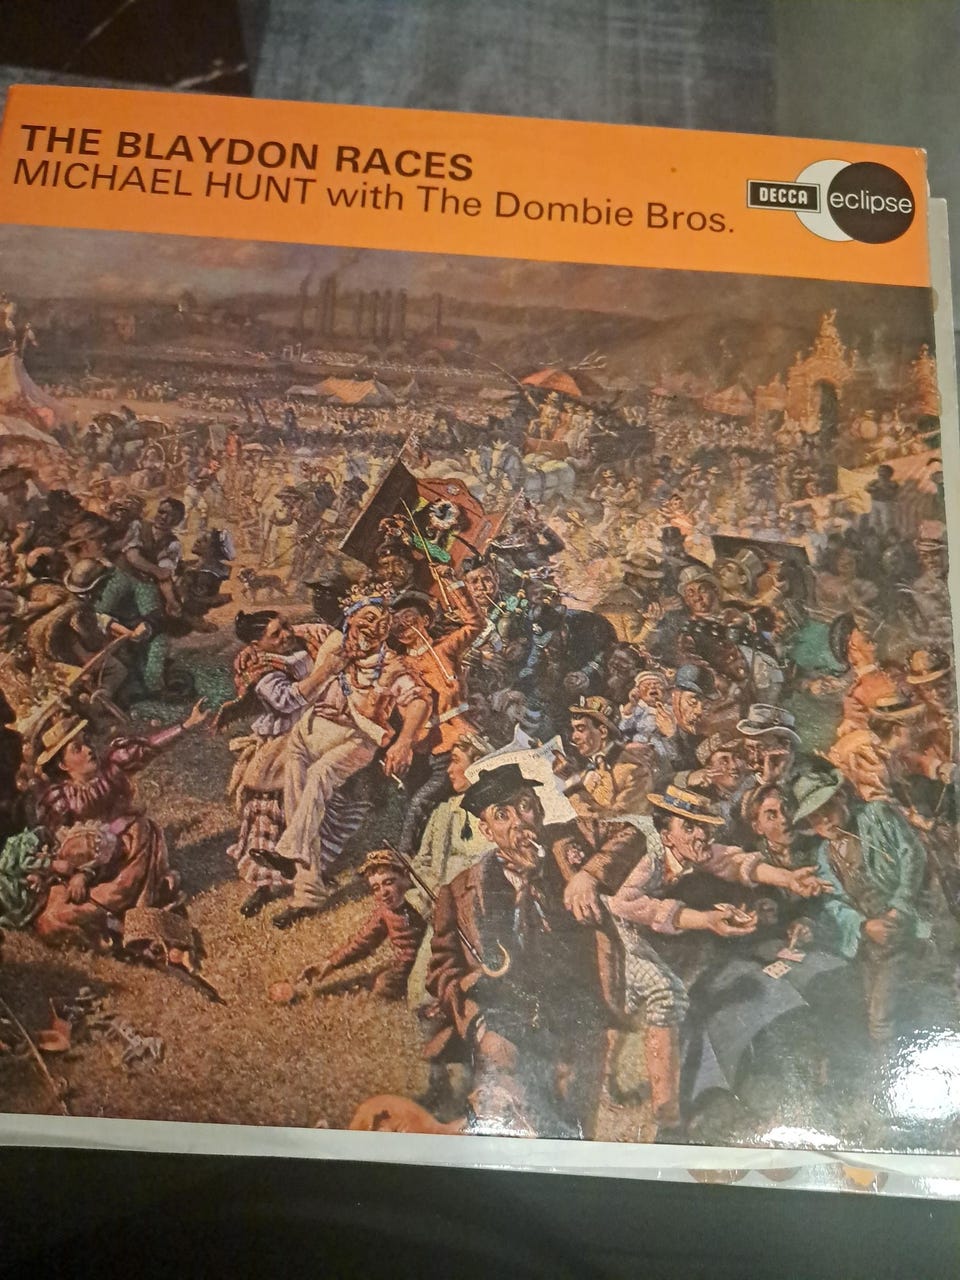 THE BLAYDON RACES
MICHAEL HUNT with The Dombie Bros.
DECCA eclipse